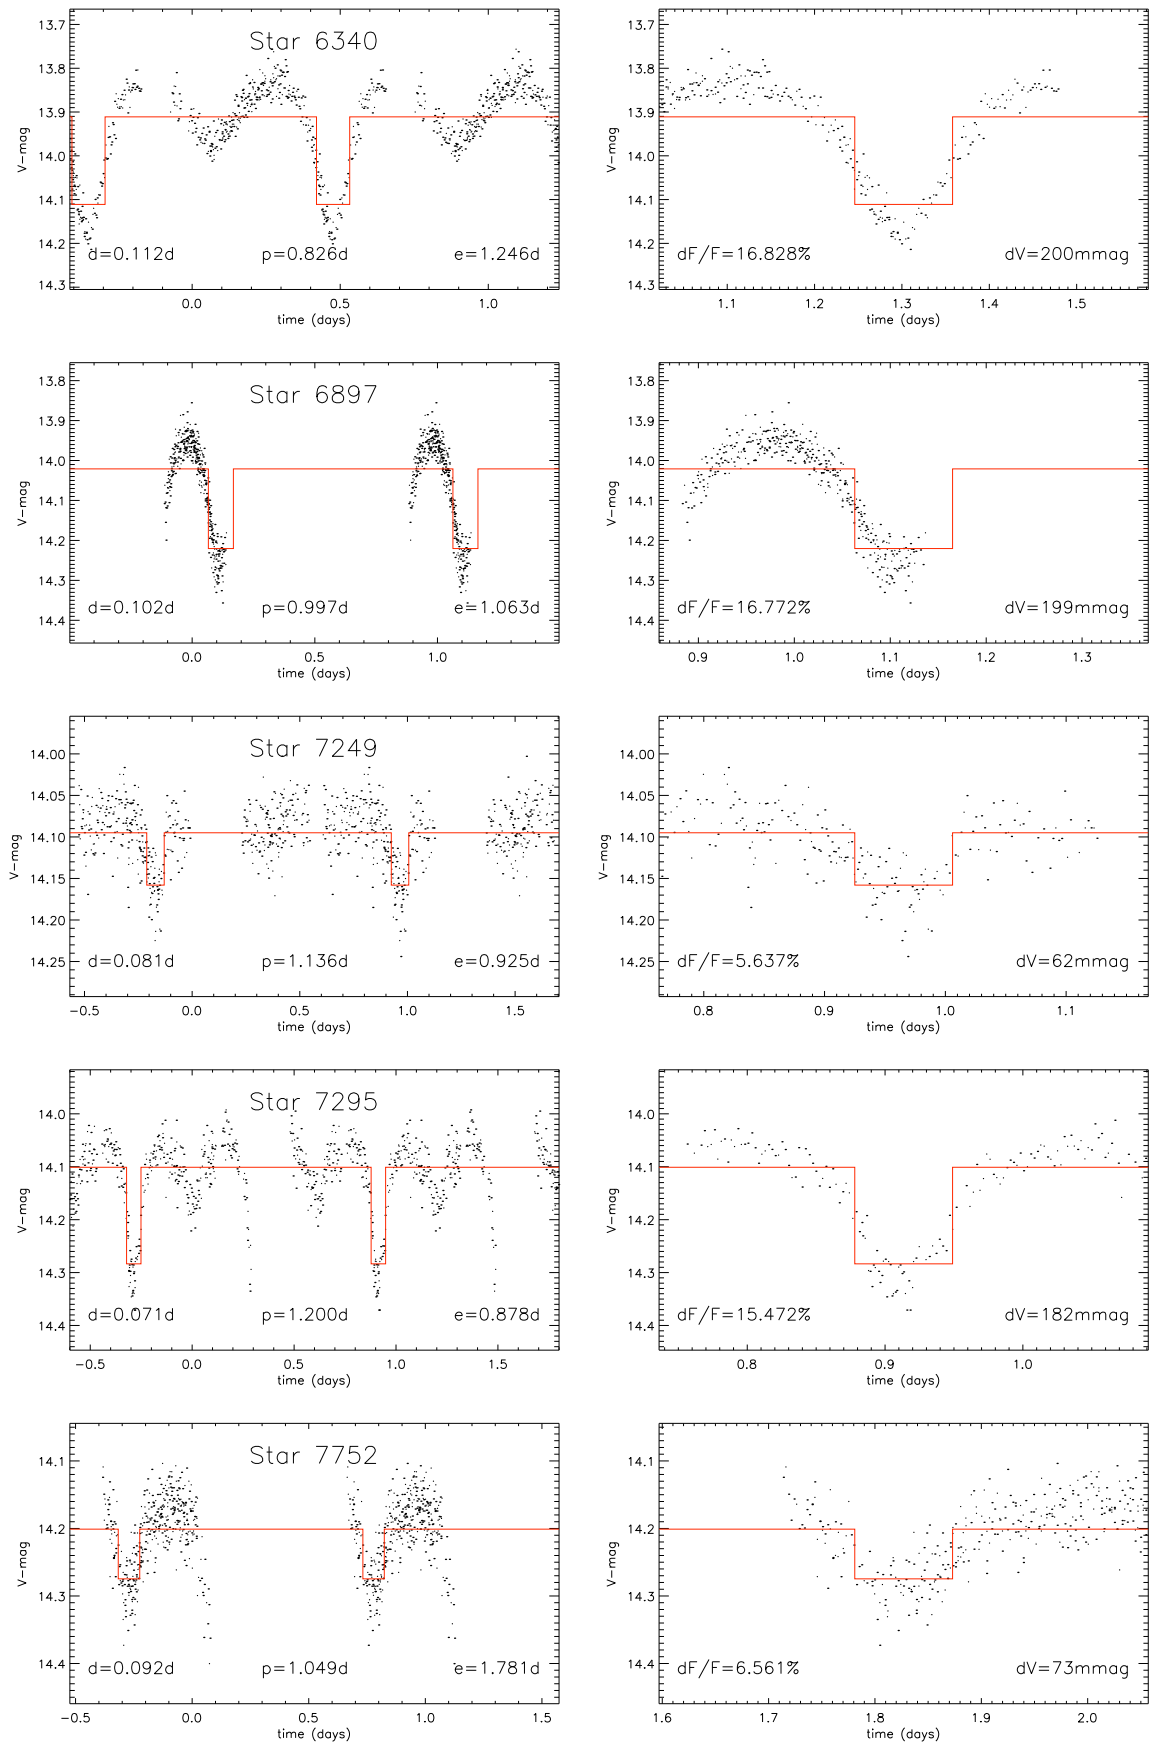 Star 6340
13.7
13.8
13.9
14.0
14.1
14.2
14.3
V-mag
d=0.112d p=0.826d e=1.246d
0.0 0.5 1.0
time (days)
13.7
13.8
13.9
14.0
14.1
14.2
14.3
V-mag
dF/F=16.828% dV=200mmag
1.1 1.2 1.3 1.4 1.5
time (days)
Star 6897
13.8
13.9
14.0
14.1
14.2
14.3
14.4
V-mag
d=0.102d p=0.997d e=1.063d
0.0 0.5 1.0
time (days)
13.8
13.9
14.0
14.1
14.2
14.3
14.4
V-mag
dF/F=16.772% dV=199mmag
0.9 1.0 1.1 1.2 1.3
time (days)
Star 7249
14.00
14.05
14.10
14.15
14.20
14.25
V-mag
d=0.081d p=1.136d e=0.925d
-0.5 0.0 0.5 1.0 1.5
time (days)
14.00
14.05
14.10
14.15
14.20
14.25
V-mag
dF/F=5.637% dV=62mmag
0.8 0.9 1.0 1.1
time (days)
Star 7295
14.0
14.1
14.2
14.3
14.4
V-mag
d=0.071d p=1.200d e=0.878d
-0.5 0.0 0.5 1.0 1.5
time (days)
14.0
14.1
14.2
14.3
14.4
V-mag
dF/F=15.472% dV=182mmag
0.8 0.9 1.0
time (days)
Star 7752
14.1
14.2
14.3
14.4
V-mag
d=0.092d p=1.049d e=1.781d
-0.5 0.0 0.5 1.0 1.5
time (days)
14.1
14.2
14.3
14.4
V-mag
dF/F=6.561% dV=73mmag
1.6 1.7 1.8 1.9 2.0
time (days)